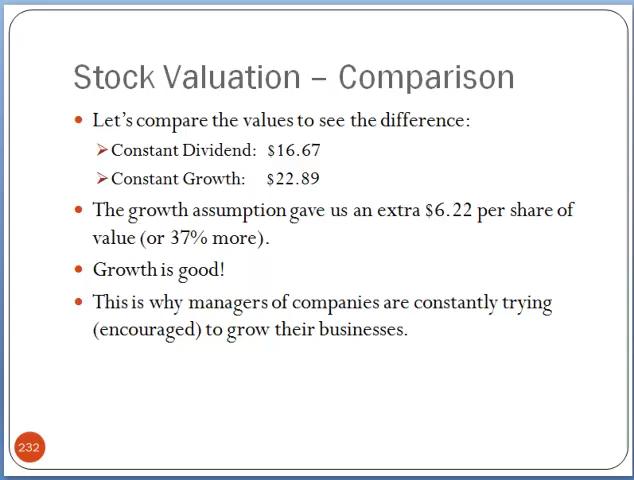 Stock Valuation – Comparison
Let's compare the values to see the difference:
Constant Dividend: $16.67
Constant Growth: $22.89
The growth assumption gave us an extra $6.22 per share of
value (or 37% more).
Growth is good!
This is why managers of companies are constantly trying
(encouraged) to grow their businesses.
232